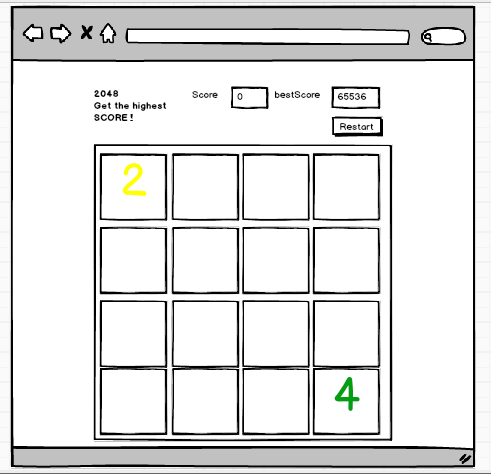 2048
Get the highest
SCORE!
Score 0 bestScore 65536
Restart
2
4